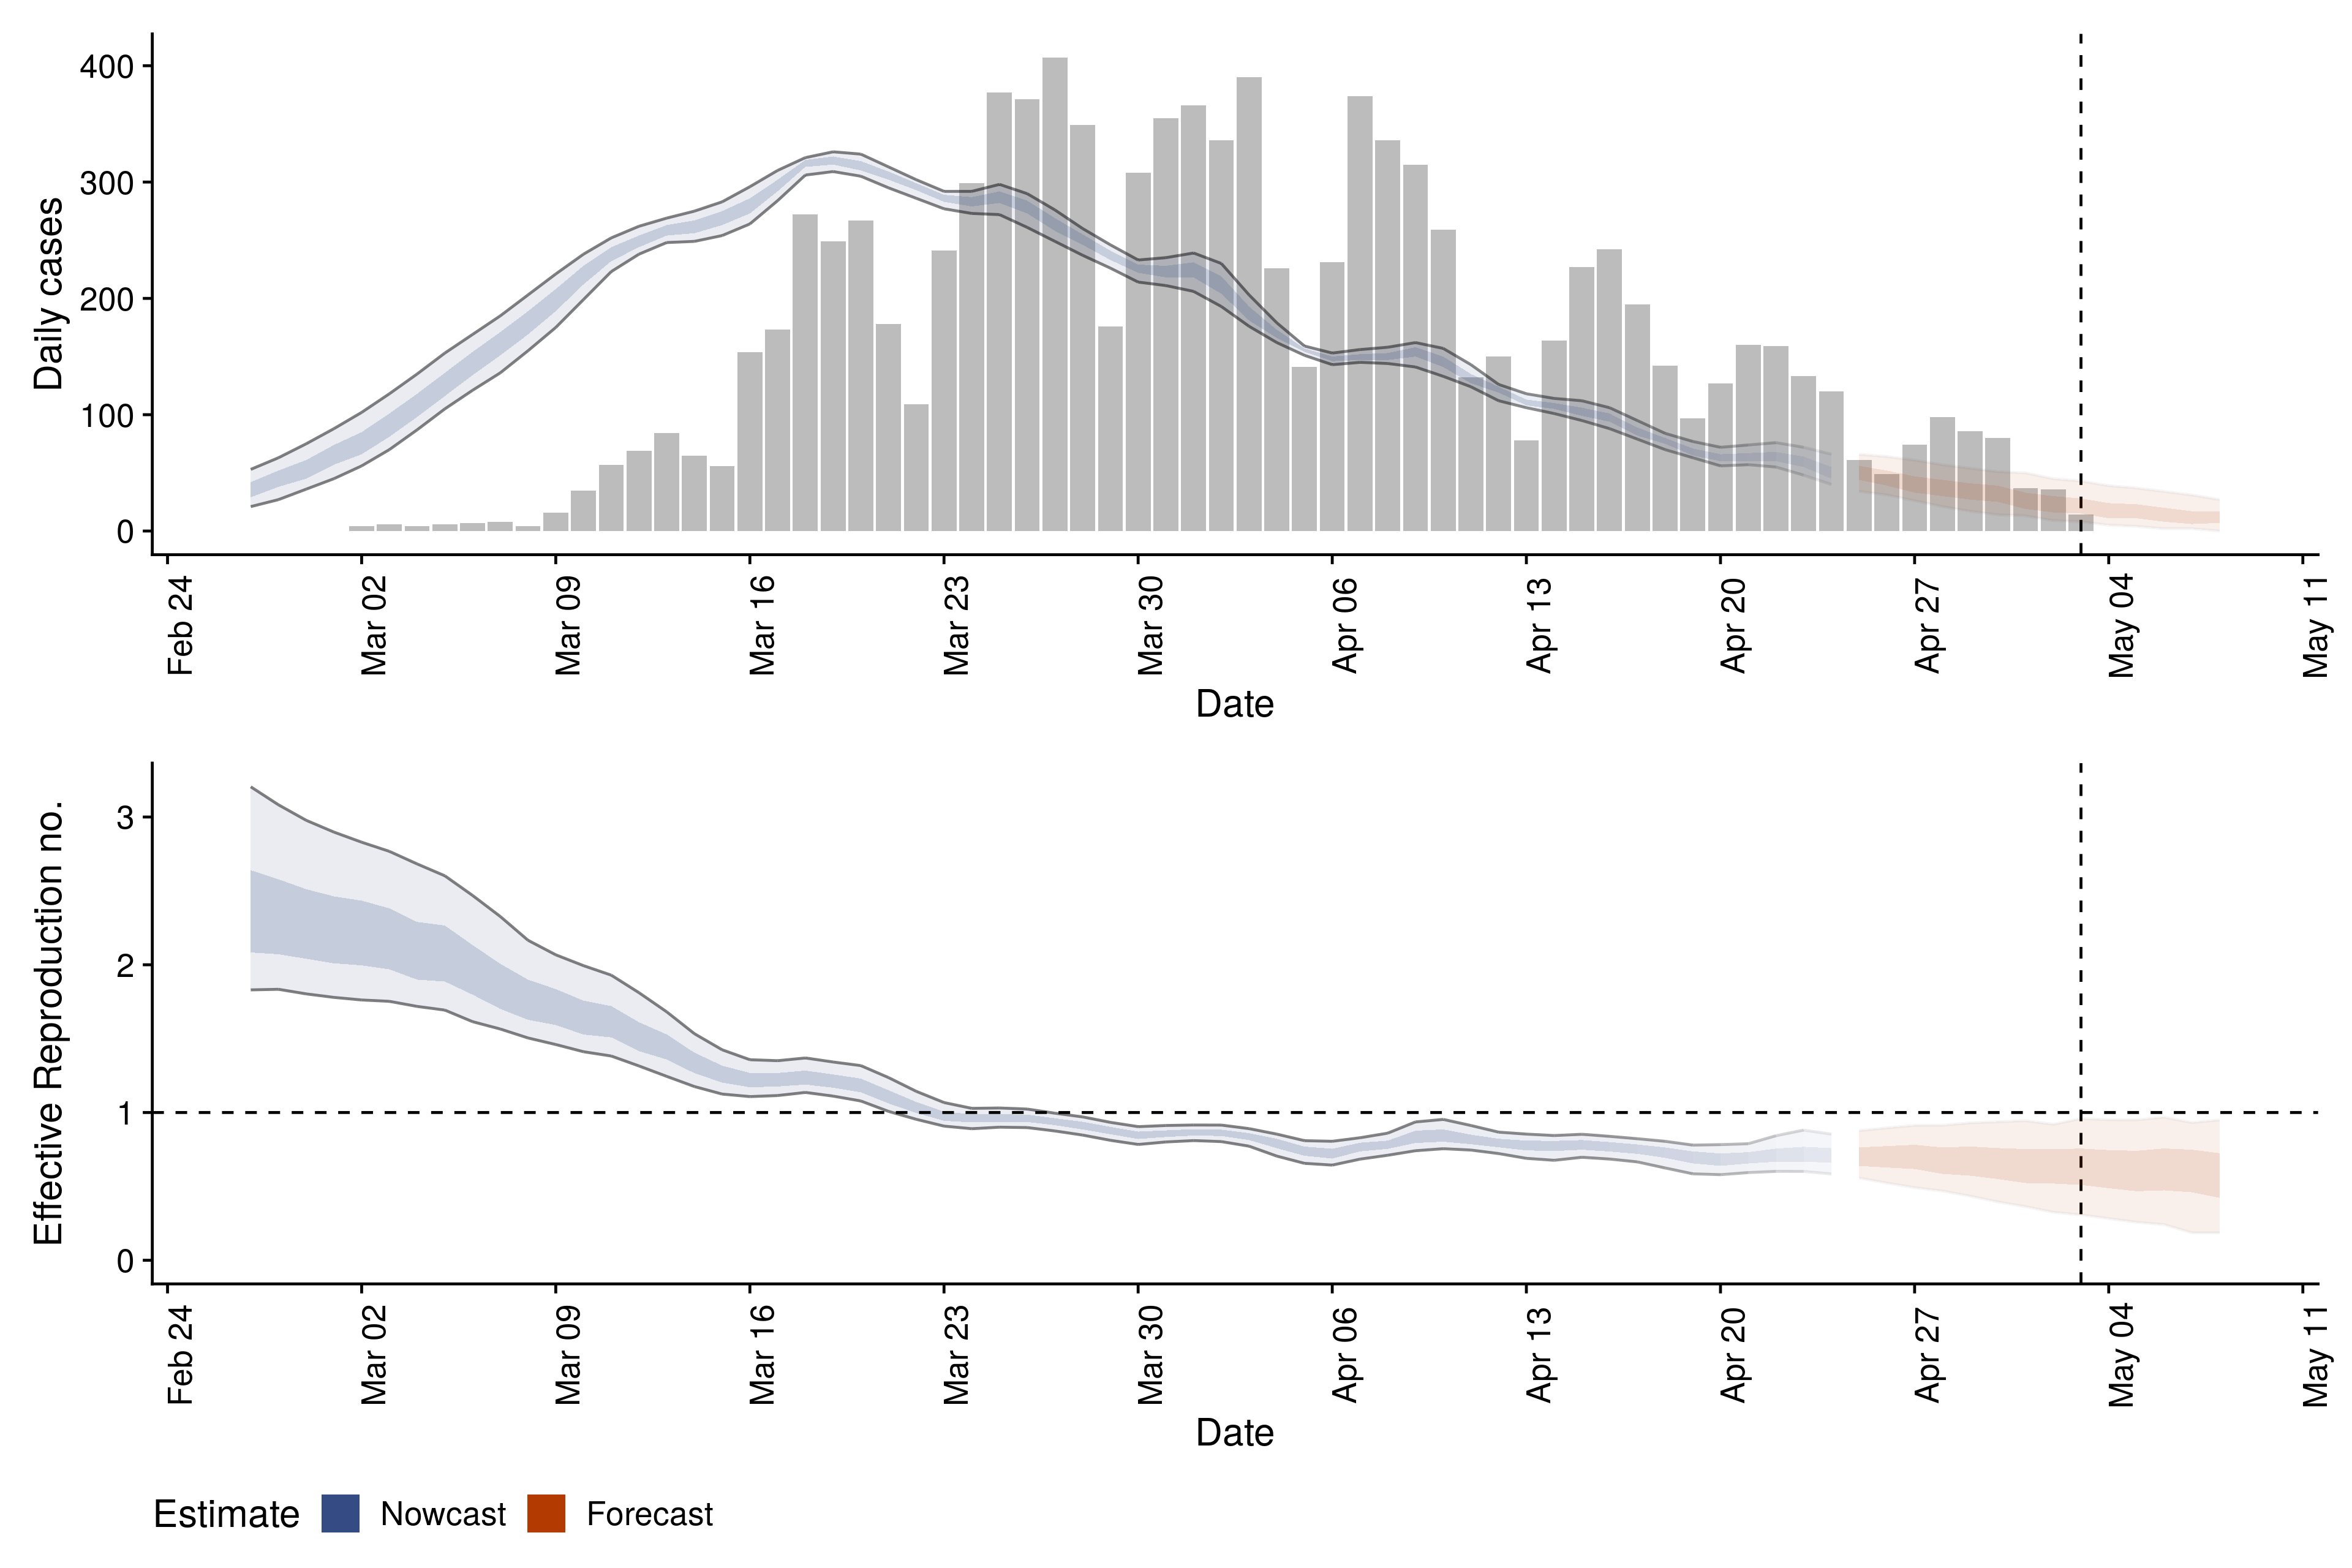 Daily cases
400
300
200
100
0
Feb 24
Mar 02
Mar 09
Mar 16
Mar 23
Mar 30
Apr 06
Apr 13
Apr 20
Apr 27
May 04
May 11
Date
Effective Reproduction no.
3
2
1
0
Feb 24
Mar 02
Mar 09
Mar 16
Mar 23
Mar 30
Apr 06
Apr 13
Apr 20
Apr 27
May 04
May 11
Date
Estimate Nowcast Forecast